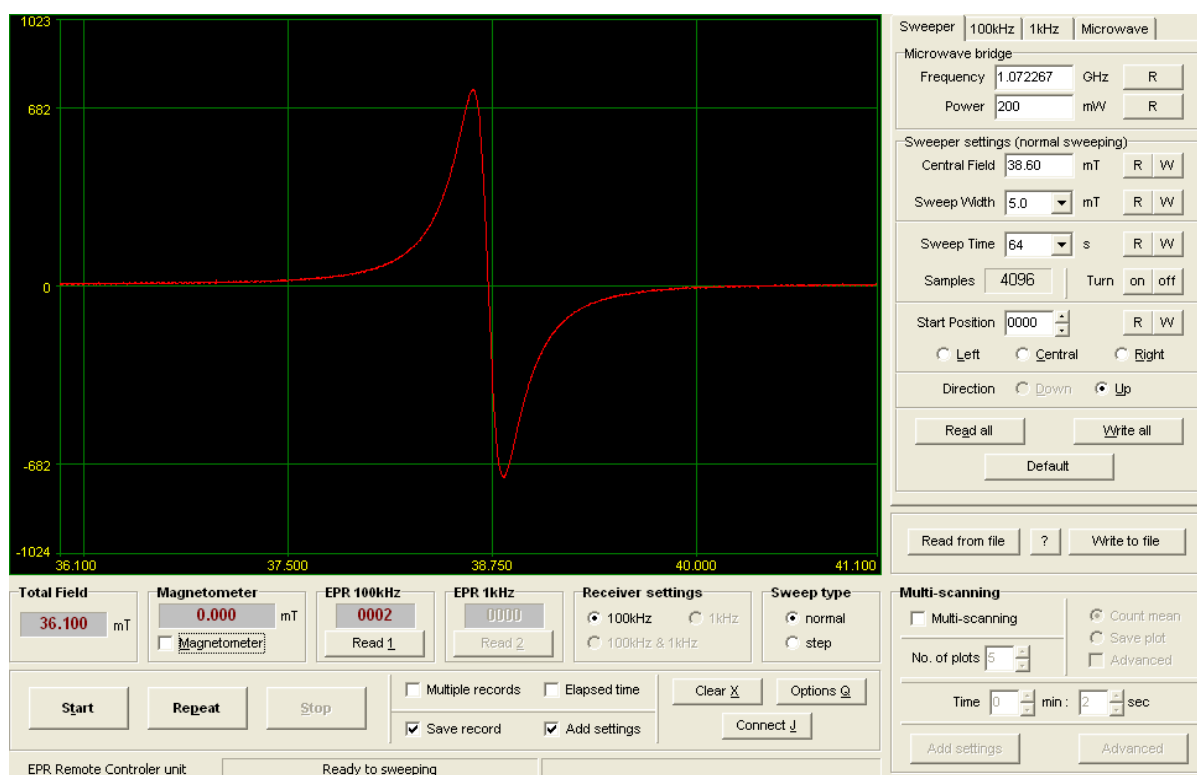 1023
682
0
-682
-1024
36.100 37.500 38.750 40.000 41.100
Sweeper 100kHz 1kHz Microwave
Microwave bridge
Frequency 1.072267 GHz R
Power 200 mW R
Sweeper settings (normal sweeping)
Central Field 38.60 mT R W
Sweep Width 5.0 mT R W
Sweep Time 64 s R W
Samples 4096 Turn on off
Start Position 0000 R W
Left Central Right
Direction Down Up
Read all Write all
Default
Read from file ? Write to file
Total Field
36.100 mT
Magnetometer
0.000 mT
Magnetometer
EPR 100kHz
0002
Read 1
EPR 1kHz
0000
Read 2
Receiver settings
100kHz 1kHz
100kHz & 1kHz
Sweep type
normal
step
Multi-scanning
Multi-scanning
No. of plots 5
Count mean
Save plot
Advanced
Time 0 min : 2 sec
Add settings Advanced
Start Repeat Stop
Multiple records Elapsed time
Save record Add settings
Clear X Options Q
Connect J
EPR Remote Controler unit Ready to sweeping